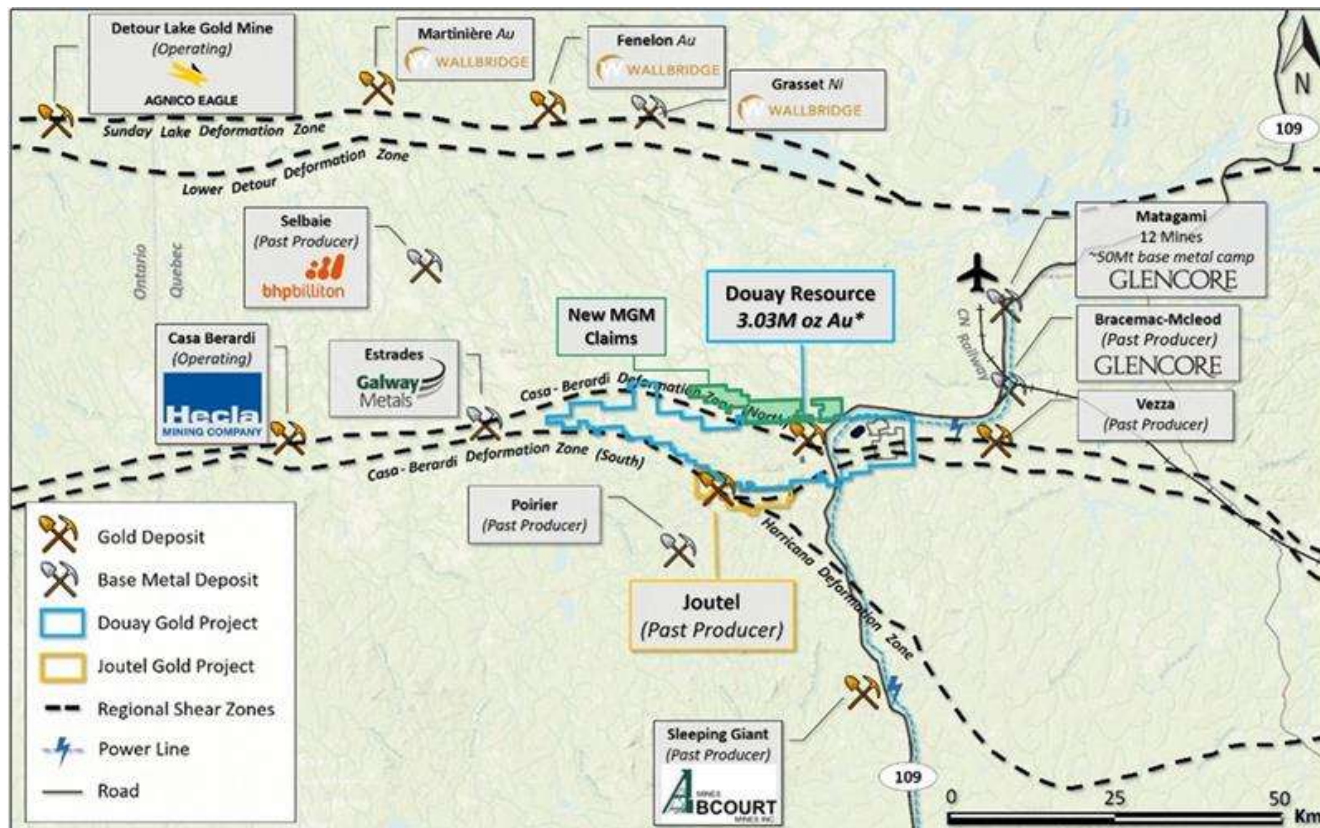 Detour Lake Gold Mine
(Operating)
AGNICO EAGLE
Martinière Au
WALLBRIDGE
Fenelon Au
WALLBRIDGE
Grasset Ni
WALLBRIDGE
N
109
Sunday Lake Deformation Zone
Lower Detour Deformation Zone
Ontario
Quebec
Selbaie
(Past Producer)
bhpbilliton
Matagami
12 Mines
~50Mt base metal camp
GLENCORE
CN Railway
Bracemac-Mcleod
(Past Producer)
GLENCORE
Vezza
(Past Producer)
Douay Resource
3.03M oz Au*
New MGM
Claims
Casa Berardi
(Operating)
Hecla
MINING COMPANY
Estrades
Galway
Metals
Casa-Berardi Deformation Zone (North)
Casa-Berardi Deformation Zone (South)
Poirier
(Past Producer)
Harricana Deformation Zone
Joutel
(Past Producer)
Sleeping Giant
(Past Producer)
MINES
ABCOURT
MINES INC
109
Gold Deposit
Base Metal Deposit
Douay Gold Project
Joutel Gold Project
Regional Shear Zones
Power Line
Road
0 25 50
Km